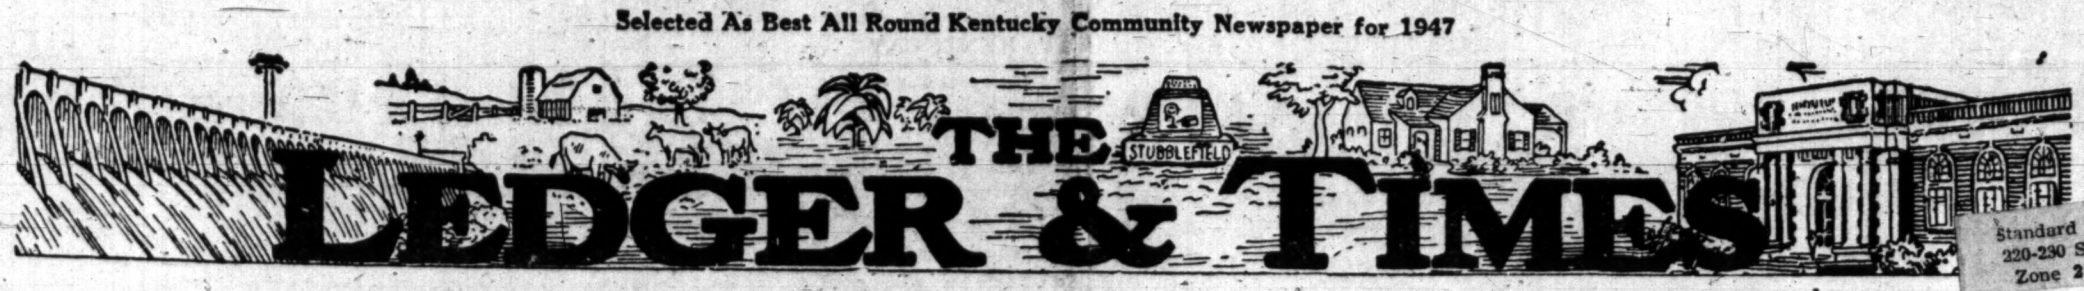 Selected As Best All Round Kentucky Community Newspaper for 1947
THE
STUBBLEFIELD
LEDGER & TIMES
Standard
220-230 S
Zone 2